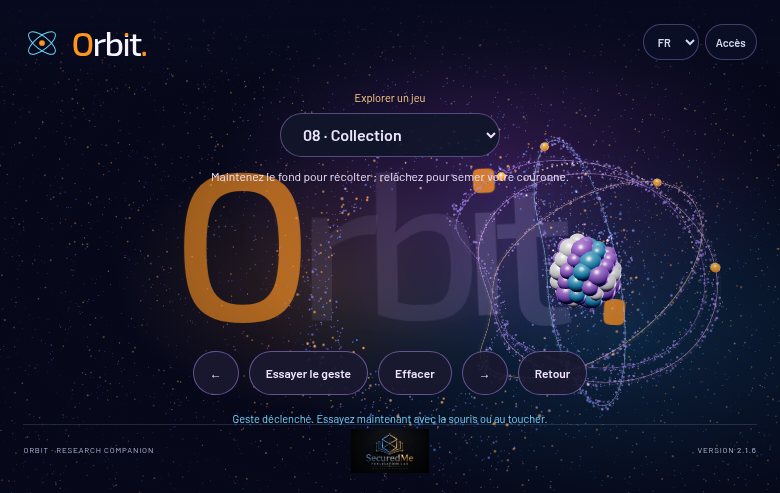 Orbit.
FR
Accès
Explorer un jeu
08 · Collection
Maintenez le fond pour récolter ; relâchez pour semer votre couronne.
Orbit
←
Essayer le geste
Effacer
→
Retour
Geste déclenché. Essayez maintenant avec la souris ou au toucher.
ORBIT · RESEARCH COMPANION
SecuredMe
VERSION 2.1.6